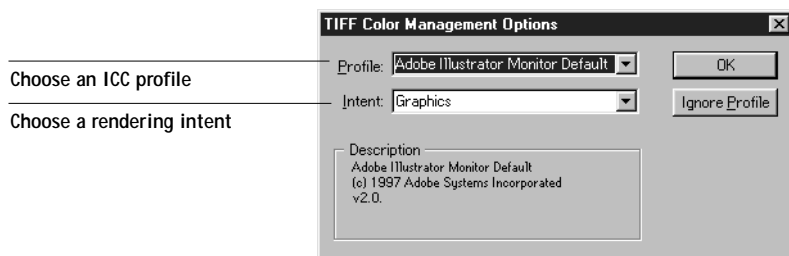 TIFF Color Management Options
Profile: Adobe Illustrator Monitor Default
OK
Choose an ICC profile
Intent: Graphics
Ignore Profile
Choose a rendering intent
Description
Adobe Illustrator Monitor Default
(c) 1997 Adobe Systems Incorporated
v2.0.